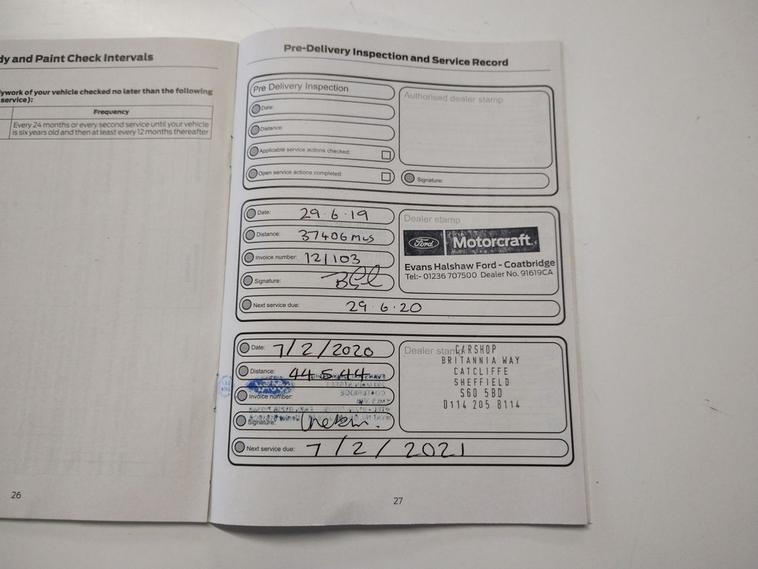 dy and Paint Check Intervals
lywork of your vehicle checked no later than the following
service):
Frequency
Every 24 months or every second service until your vehicle
is six years old and then at least every 12 months thereafter
26
Pre-Delivery Inspection and Service Record
Pre Delivery Inspection
Date:
Distance:
Applicable service actions checked:
Open service actions completed:
Authorised dealer stamp
Signature:
Date: 29.6.19
Distance: 37406 mls
Invoice number: 121103
Signature:
Next service due: 29.6.20
Dealer stamp
Ford Motorcraft.
Evans Halshaw Ford - Coatbridge
Tel:- 01236 707500 Dealer No. 91619CA
Date: 7/2/2020
Distance: 44544
Invoice number:
Signature:
Next service due: 7/2/2021
Dealer stamp
CARSHOP
BRITANNIA WAY
CATCLIFFE
SHEFFIELD
S60 5BD
0114 205 8114
27